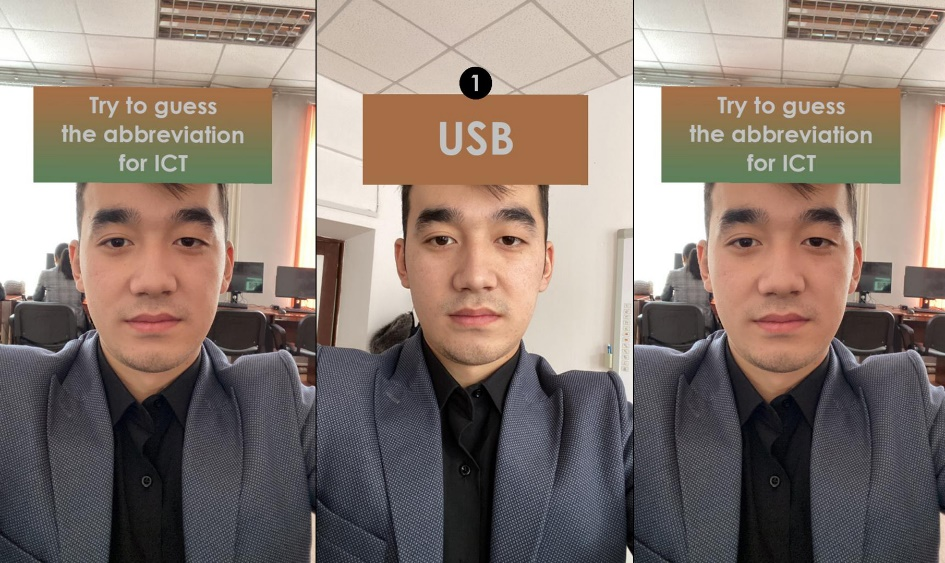 Try to guess
the abbreviation
for ICT
1
USB
Try to guess
the abbreviation
for ICT